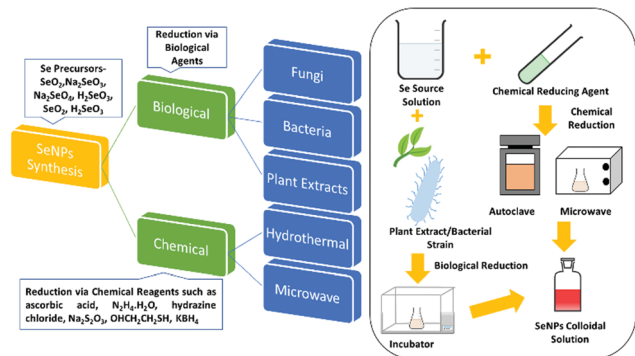 Se Precursors-
SeO₂,Na₂SeO₃,
Na₂SeO₄, H₂SeO₃,
SeO₂, H₂SeO₃
SeNPs
Synthesis
Reduction via
Biological
Agents
Biological
Chemical
Reduction via Chemical Reagents such as
ascorbic acid, N₂H₄.H₂O, hydrazine
chloride, Na₂S₂O₃, OHCH₂CH₂SH, KBH₄
Fungi
Bacteria
Plant Extracts
Hydrothermal
Microwave
Se Source
Solution
Chemical Reducing Agent
Chemical
Reduction
Autoclave
Microwave
Plant Extract/Bacterial
Strain
Biological Reduction
Incubator
SeNPs Colloidal
Solution